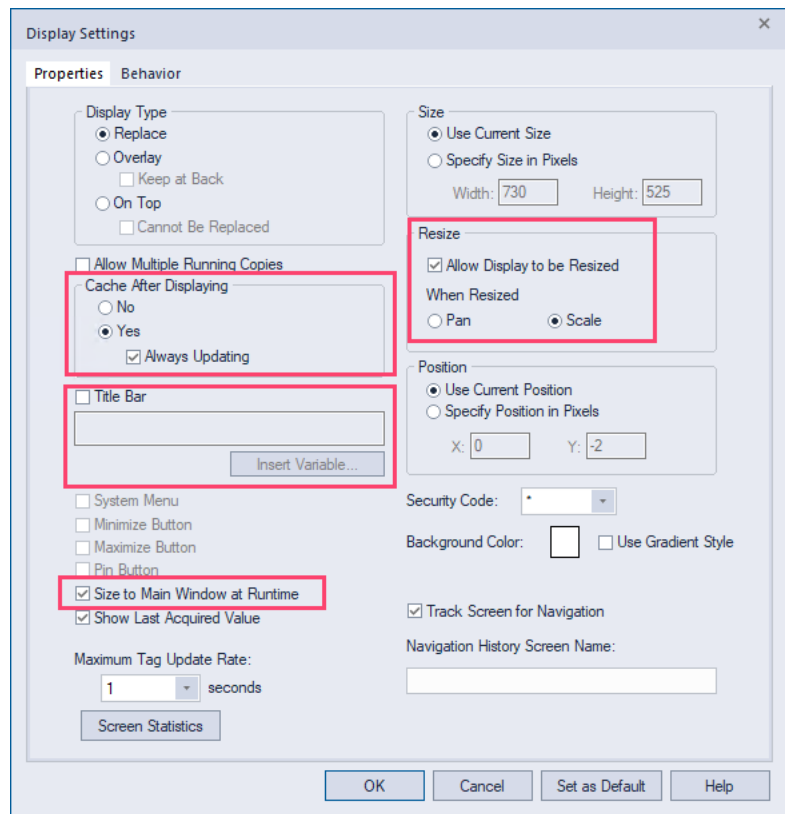 Display Settings
Properties Behavior
Display Type
Replace
Overlay
Keep at Back
On Top
Cannot Be Replaced
Allow Multiple Running Copies
Cache After Displaying
No
Yes
Always Updating
Title Bar
Insert Variable...
System Menu
Minimize Button
Maximize Button
Pin Button
Size to Main Window at Runtime
Show Last Acquired Value
Maximum Tag Update Rate:
1 seconds
Screen Statistics
Size
Use Current Size
Specify Size in Pixels
Width: 730 Height: 525
Resize
Allow Display to be Resized
When Resized
Pan Scale
Position
Use Current Position
Specify Position in Pixels
X: 0 Y: -2
Security Code: *
Background Color: Use Gradient Style
Track Screen for Navigation
Navigation History Screen Name:
OK Cancel Set as Default Help